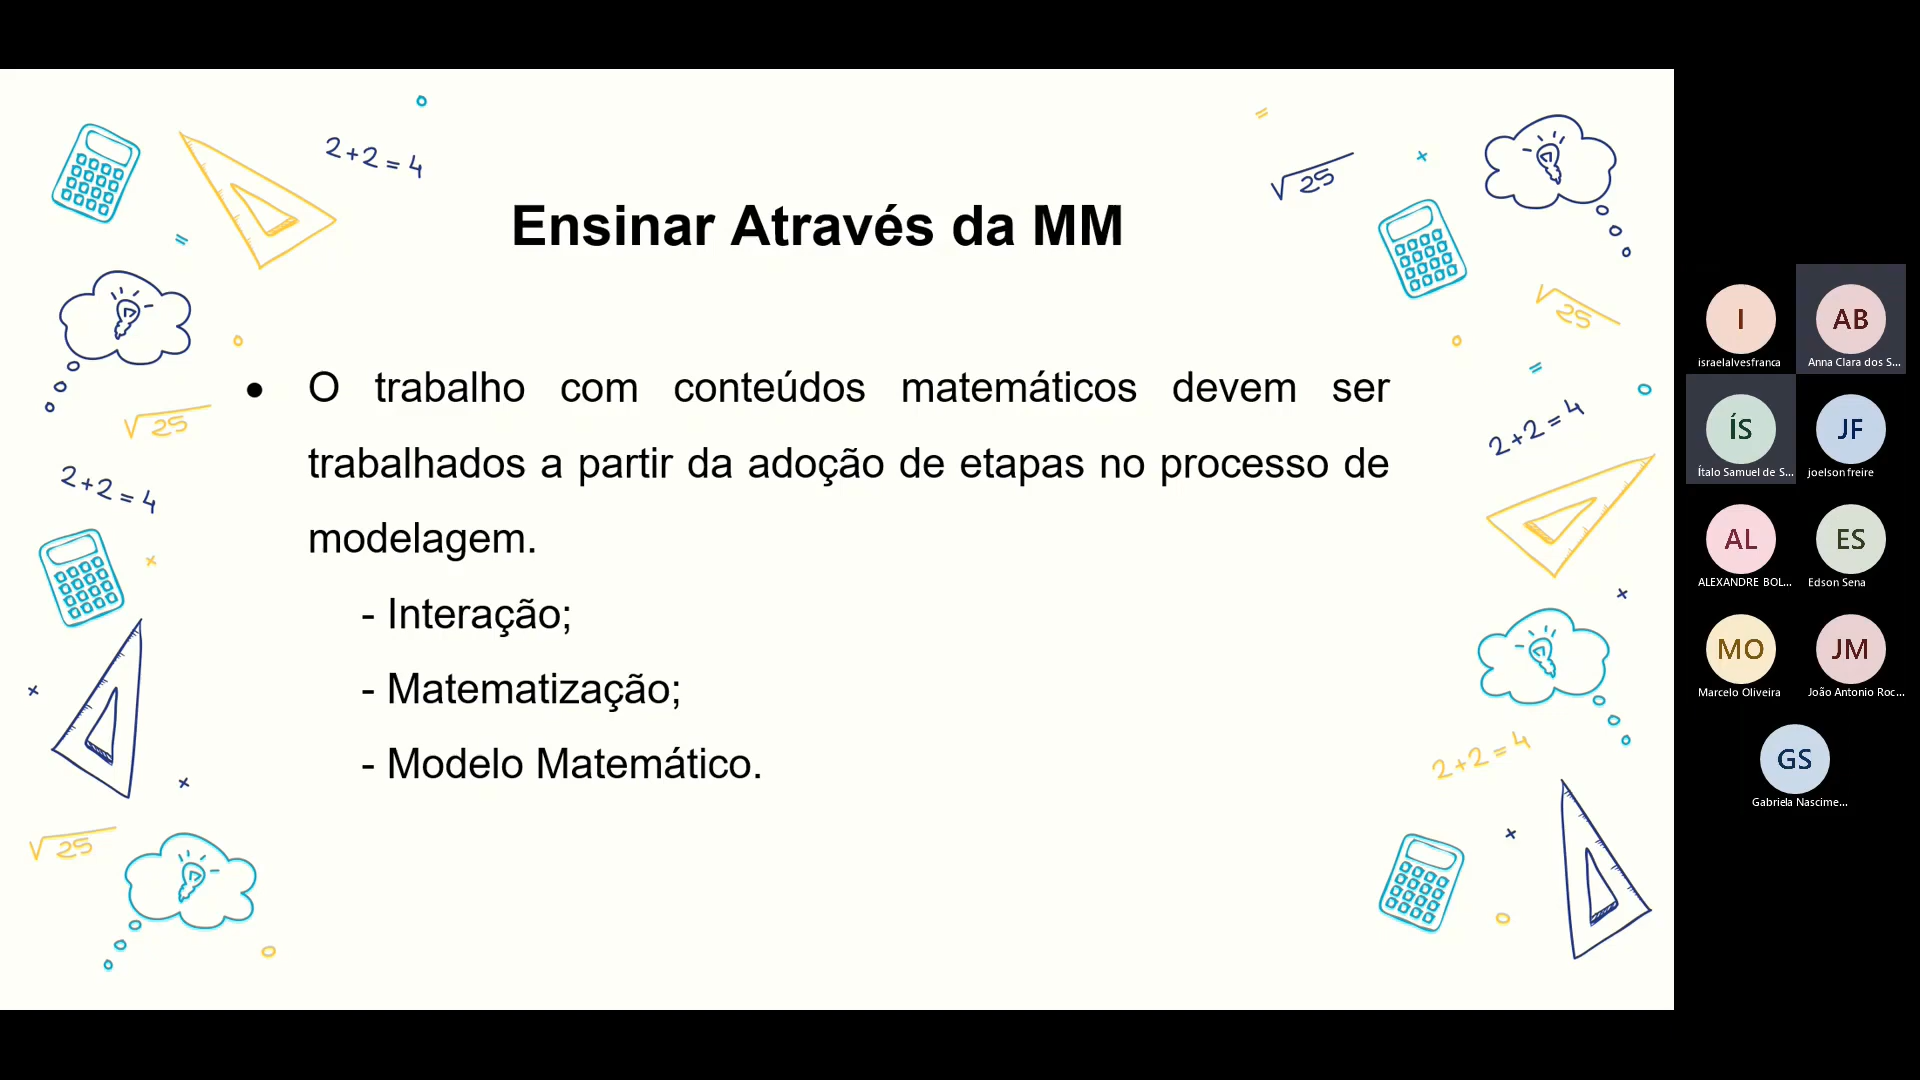 2+2=4
√25
Ensinar Através da MM
√25
• O trabalho com conteúdos matemáticos devem ser
trabalhados a partir da adoção de etapas no processo de
modelagem.
- Interação;
- Matematização;
- Modelo Matemático.
√25
2+2=4
2+2=4
2+2=4
√25
I
israelalvesfranca
AB
Anna Clara dos S...
ÍS
Ítalo Samuel de S...
JF
joelson freire
AL
ALEXANDRE BOL...
ES
Edson Sena
MO
Marcelo Oliveira
JM
João Antonio Roc...
GS
Gabriela Nascime...